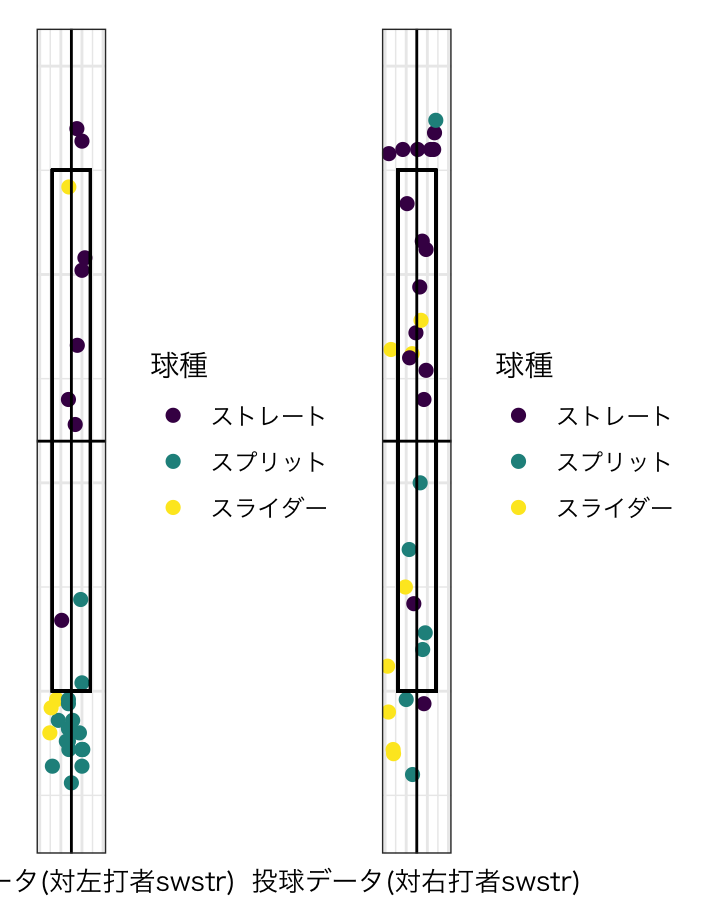 球種
ストレート
スプリット
スライダー
球種
ストレート
スプリット
スライダー
ータ(対左打者swstr)
投球データ(対右打者swstr)